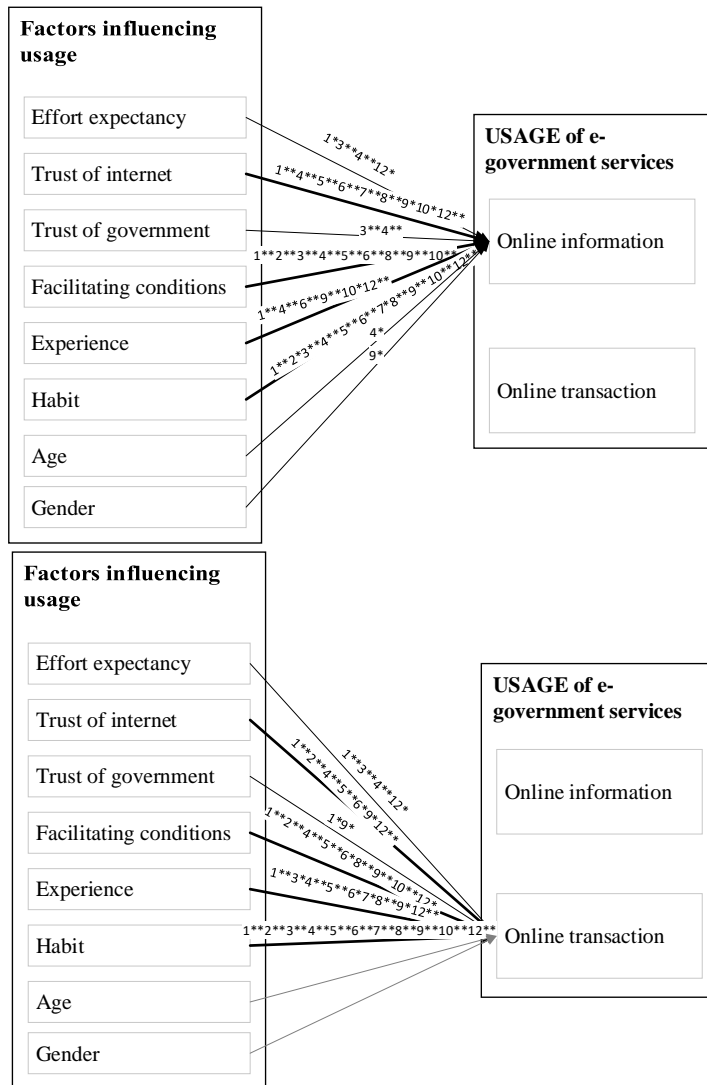 Factors influencing
usage
Effort expectancy
Trust of internet
Trust of government
Facilitating conditions
Experience
Habit
Age
Gender
1*3**4**12*
1**4**5**6**7**8**9*10*12**
3**4**
1**2**3**4**5**6**8**9**10**
1**4**6**9**10*12**
1**2*3**4**5**6**7*8**9**10**12**
4*
9*
USAGE of e-
government services
Online information
Online transaction
Factors influencing
usage
Effort expectancy
Trust of internet
Trust of government
Facilitating conditions
Experience
Habit
Age
Gender
1**3**4**12*
1**2**4**5**6*9*12**
1*9*
1**2**4**5**6*8**9**10**12*
1**3*4**5**6*7*8**9*12**
1**2**3**4**5**6**7**8**9**10**12**
USAGE of e-
government services
Online information
Online transaction